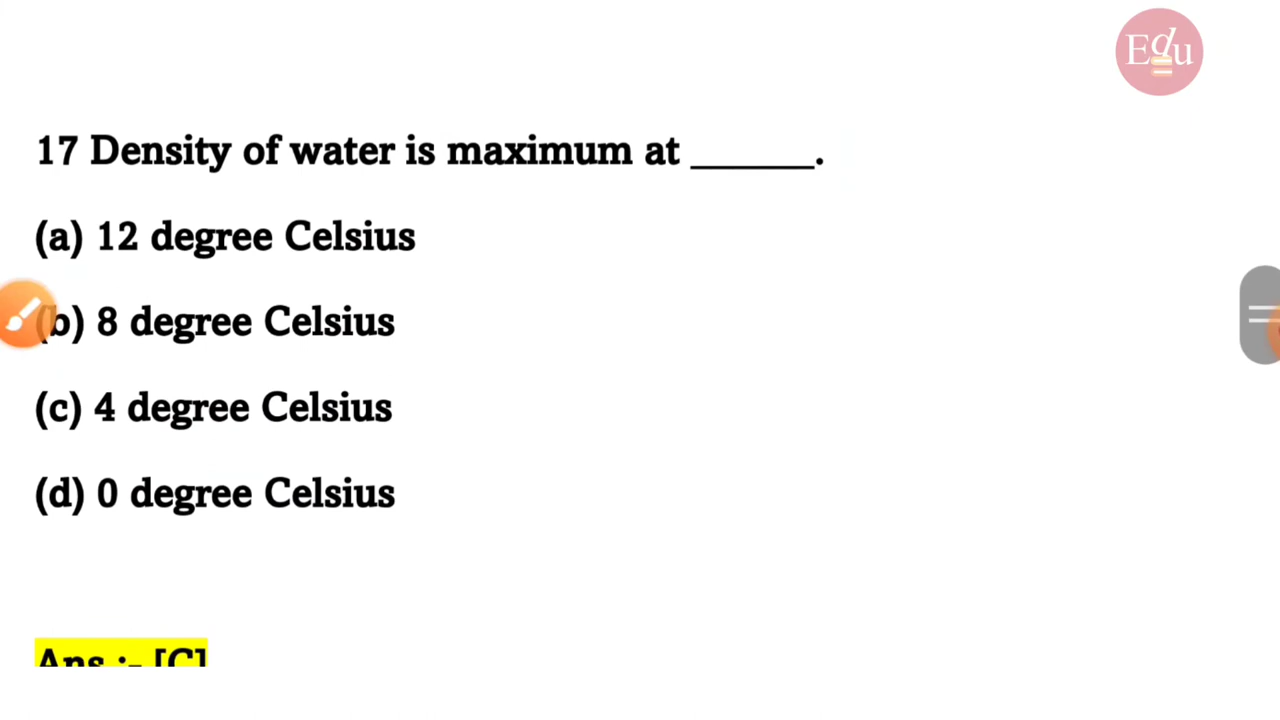 Edu
17 Density of water is maximum at ______.
(a) 12 degree Celsius
(b) 8 degree Celsius
(c) 4 degree Celsius
(d) 0 degree Celsius
Ans :- [C]